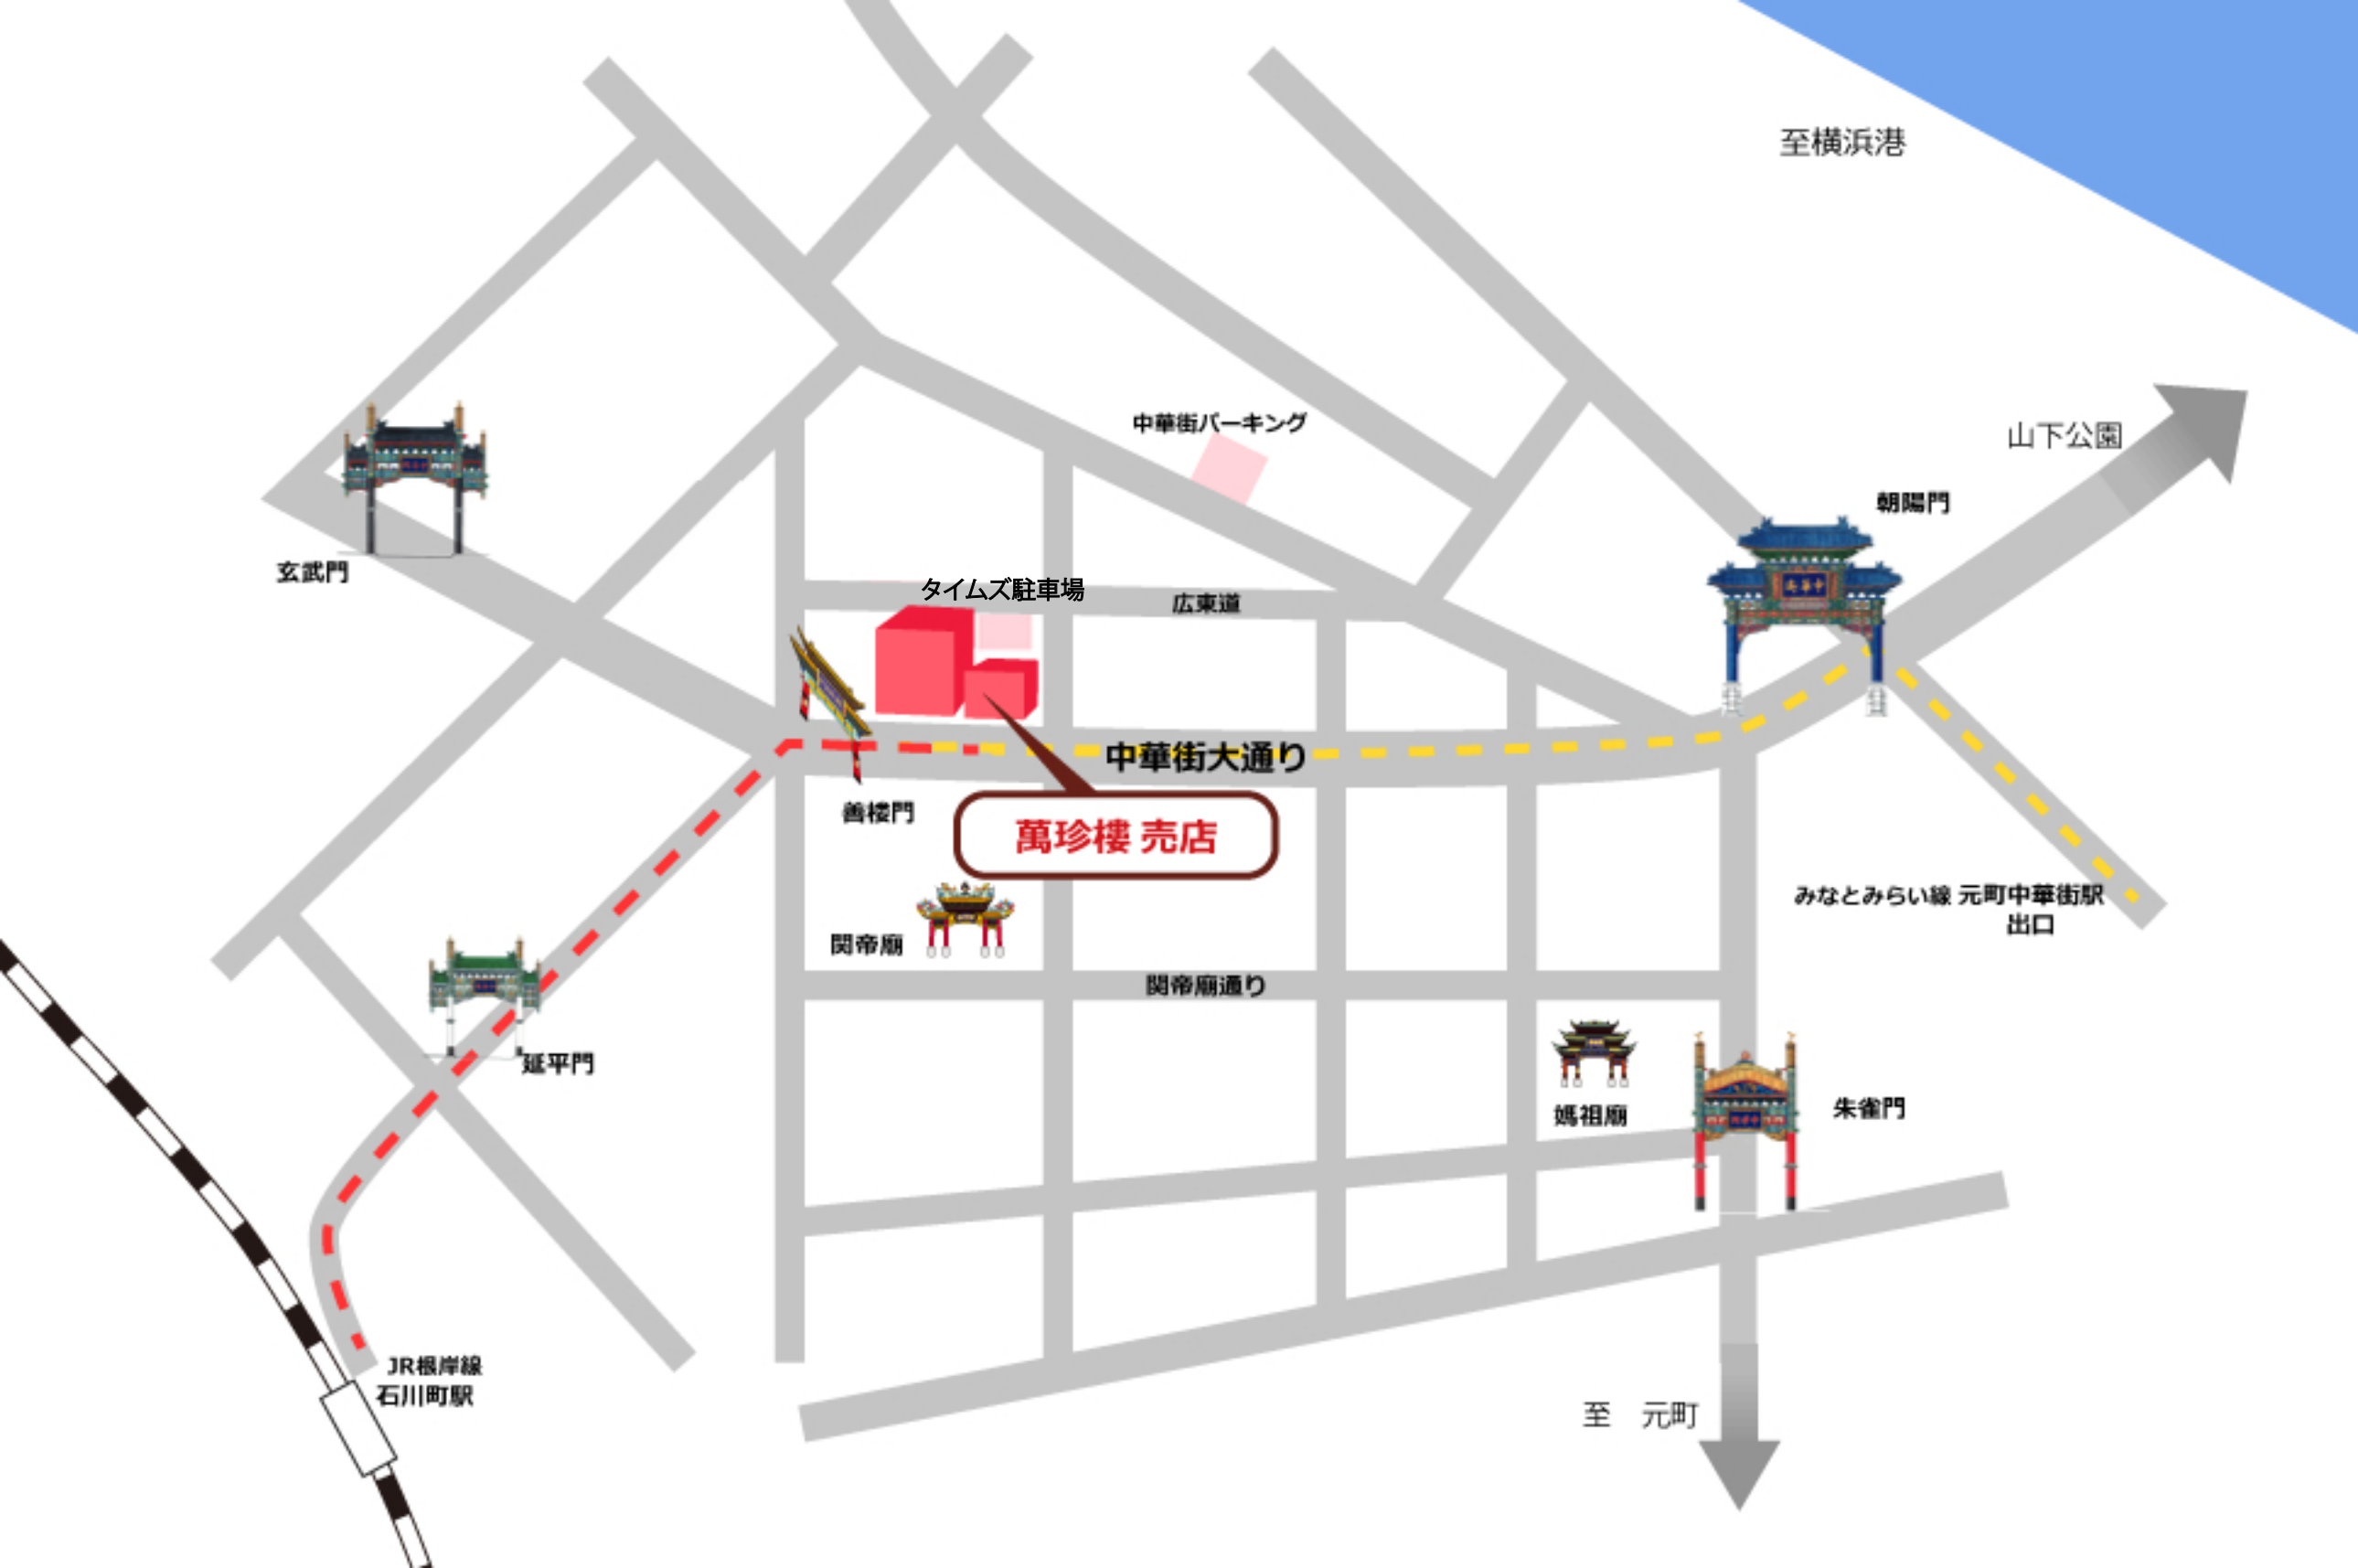 至横浜港
中華街パーキング
山下公園
朝陽門
玄武門
タイムズ駐車場
広東道
中華街大通り
善楼門
萬珍樓 売店
みなとみらい線 元町中華街駅
出口
関帝廟
関帝廟通り
延平門
媽祖廟
朱雀門
JR根岸線
石川町駅
至　元町